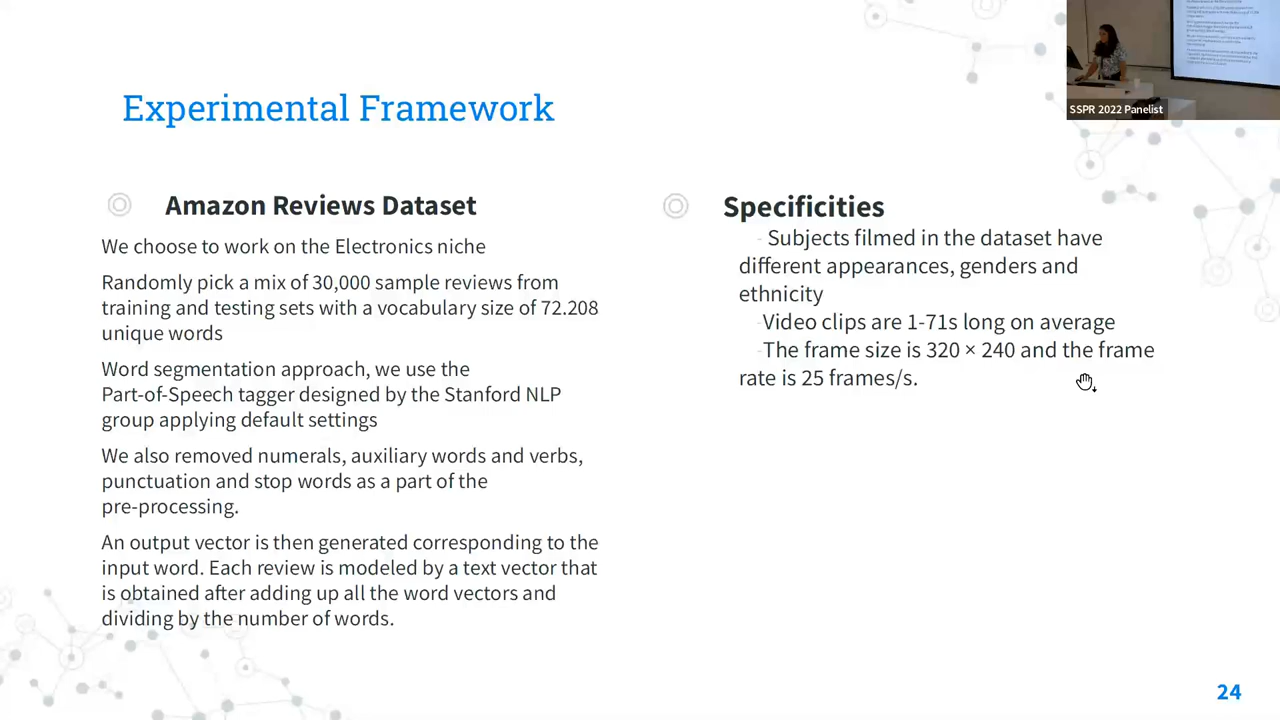 Experimental Framework
Amazon Reviews Dataset
We choose to work on the Electronics niche
Randomly pick a mix of 30,000 sample reviews from
training and testing sets with a vocabulary size of 72.208
unique words
Word segmentation approach, we use the
Part-of-Speech tagger designed by the Stanford NLP
group applying default settings
We also removed numerals, auxiliary words and verbs,
punctuation and stop words as a part of the
pre-processing.
An output vector is then generated corresponding to the
input word. Each review is modeled by a text vector that
is obtained after adding up all the word vectors and
dividing by the number of words.
Specificities
- Subjects filmed in the dataset have
different appearances, genders and
ethnicity
-Video clips are 1-71s long on average
-The frame size is 320 × 240 and the frame
rate is 25 frames/s.
SSPR 2022 Panelist
24